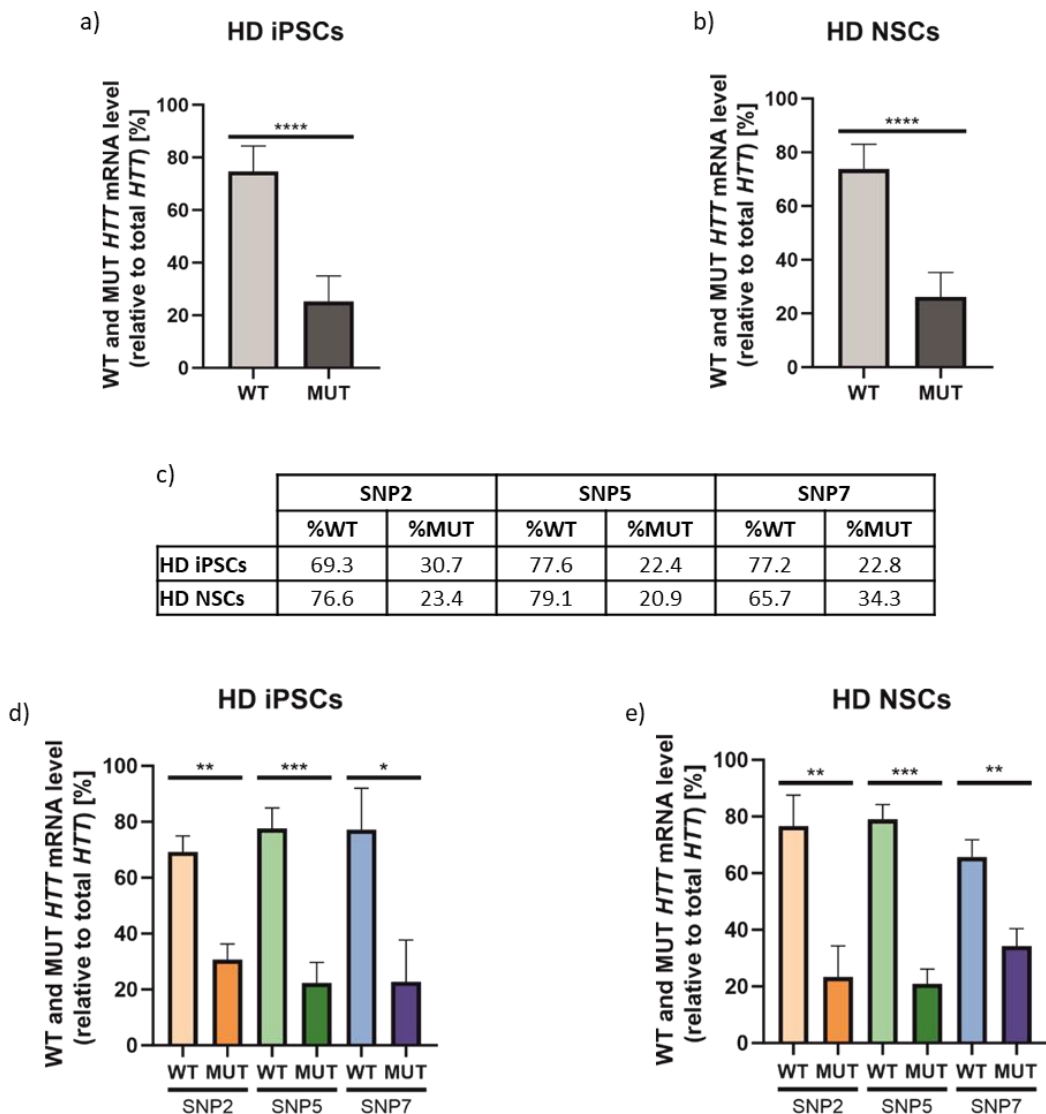 a)
HD iPSCs
WT and MUT HTT mRNA level
(relative to total HTT) [%]
100
80
60
40
20
0
****
WT MUT
b)
HD NSCs
WT and MUT HTT mRNA level
(relative to total HTT) [%]
100
80
60
40
20
0
****
WT MUT
c)
SNP2 SNP5 SNP7
%WT %MUT %WT %MUT %WT %MUT
HD iPSCs 69.3 30.7 77.6 22.4 77.2 22.8
HD NSCs 76.6 23.4 79.1 20.9 65.7 34.3
d)
HD iPSCs
WT and MUT HTT mRNA level
(relative to total HTT) [%]
100
80
60
40
20
0
** *** *
WT MUT WT MUT WT MUT
SNP2 SNP5 SNP7
e)
HD NSCs
WT and MUT HTT mRNA level
(relative to total HTT) [%]
100
80
60
40
20
0
** *** **
WT MUT WT MUT WT MUT
SNP2 SNP5 SNP7